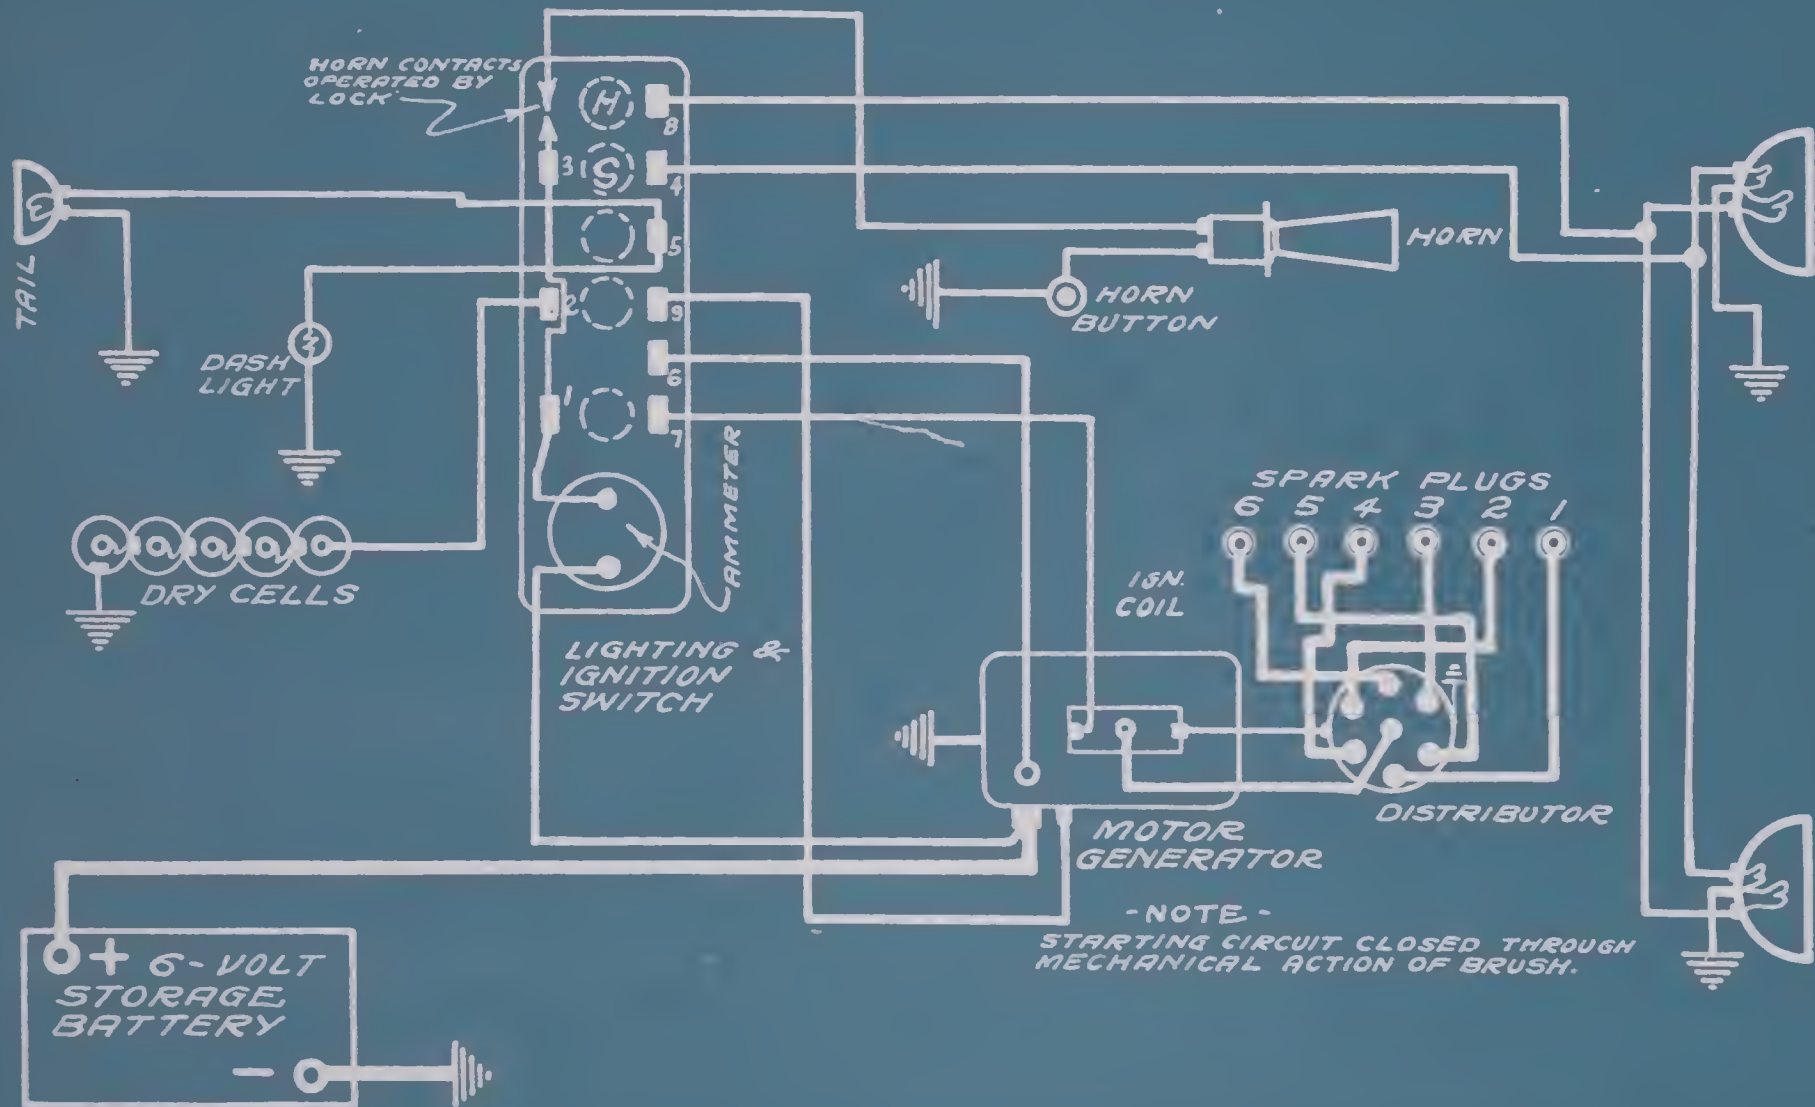 HORN CONTACTS
OPERATED BY
LOCK
H
8
3
S
4
5
2
9
6
1
7
TAIL
DASH
LIGHT
HORN
HORN
BUTTON
AMMETER
DRY CELLS
LIGHTING &
IGNITION
SWITCH
SPARK PLUGS
6 5 4 3 2 1
IGN.
COIL
DISTRIBUTOR
MOTOR
GENERATOR
- NOTE -
STARTING CIRCUIT CLOSED THROUGH
MECHANICAL ACTION OF BRUSH.
+ 6-VOLT
STORAGE
BATTERY
-